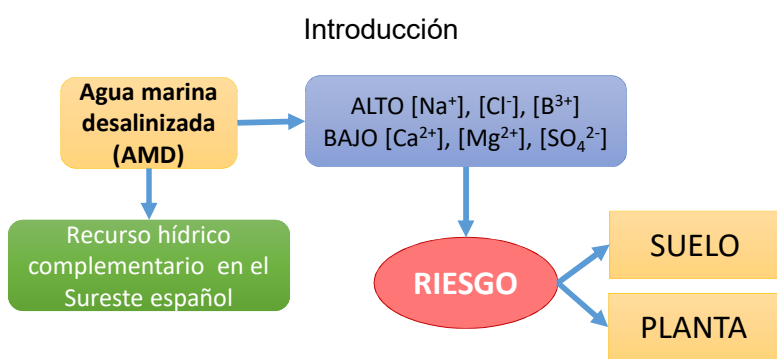 Introducción
Agua marina
desalinizada
(AMD)
ALTO [Na⁺], [Cl⁻], [B³⁺]
BAJO [Ca²⁺], [Mg²⁺], [SO₄²⁻]
Recurso hídrico
complementario en el
Sureste español
RIESGO
SUELO
PLANTA